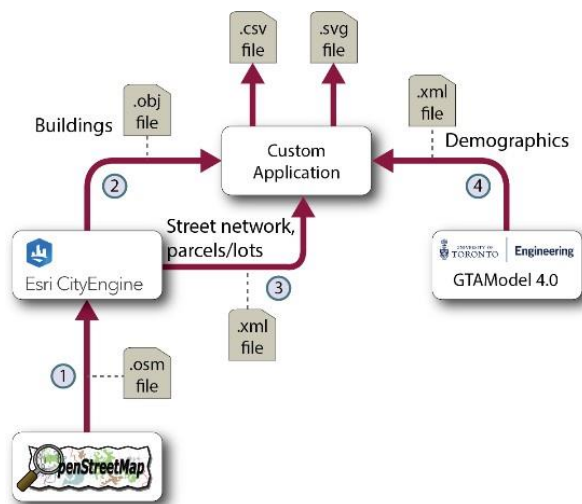 .csv
file
.svg
file
.obj
file
.xml
file
Buildings
Demographics
Custom
Application
2
4
Street network,
parcels/lots
Esri CityEngine
UNIVERSITY OF
TORONTO
Engineering
GTAModel 4.0
3
.xml
file
1
.osm
file
penStreetMap